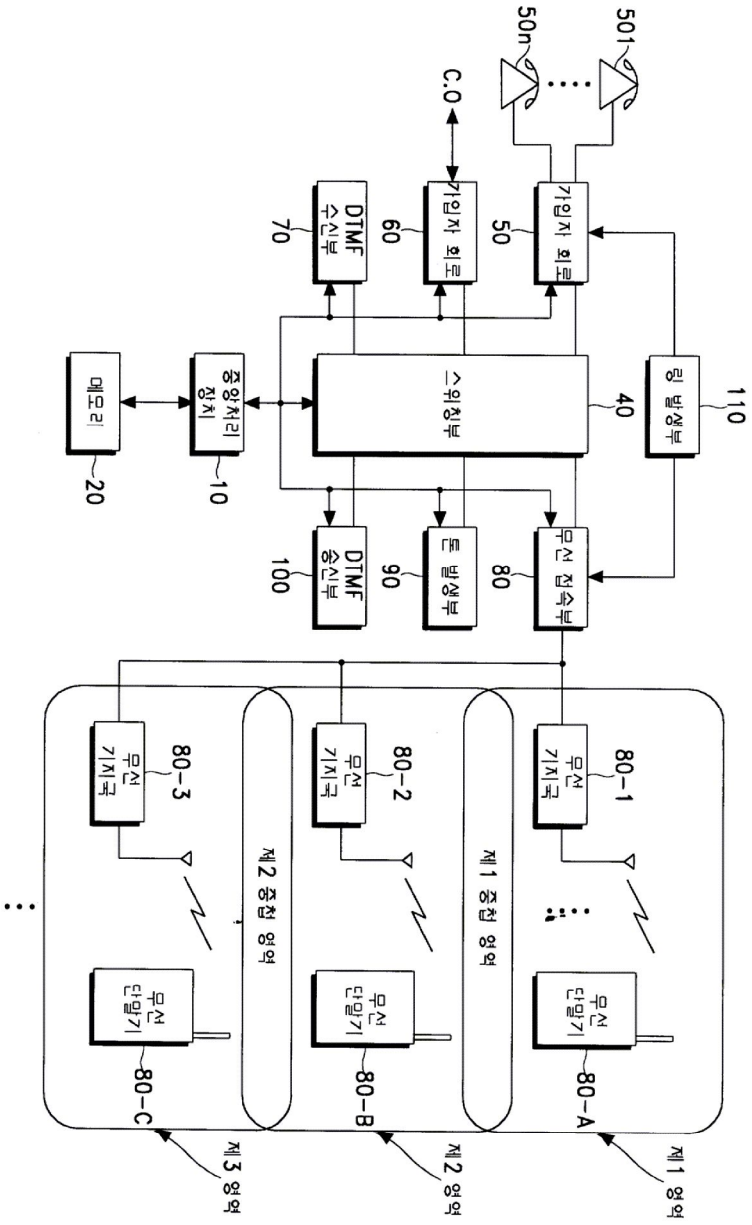 110
링 발생부
제1 영역
501
50n
가입자 회로
50
40
스위칭부
무선 접속부
80
80-1
무선
기지국
무선
단말기
80-A
제1 중첩 영역
C.O
가입자 회로
60
톤 발생부
90
80-2
무선
기지국
무선
단말기
80-B
제2 영역
DTMF
수신부
70
DTMF
송신부
100
제2 중첩 영역
중앙처리
장치
10
80-3
무선
기지국
무선
단말기
80-C
제3 영역
메모리
20